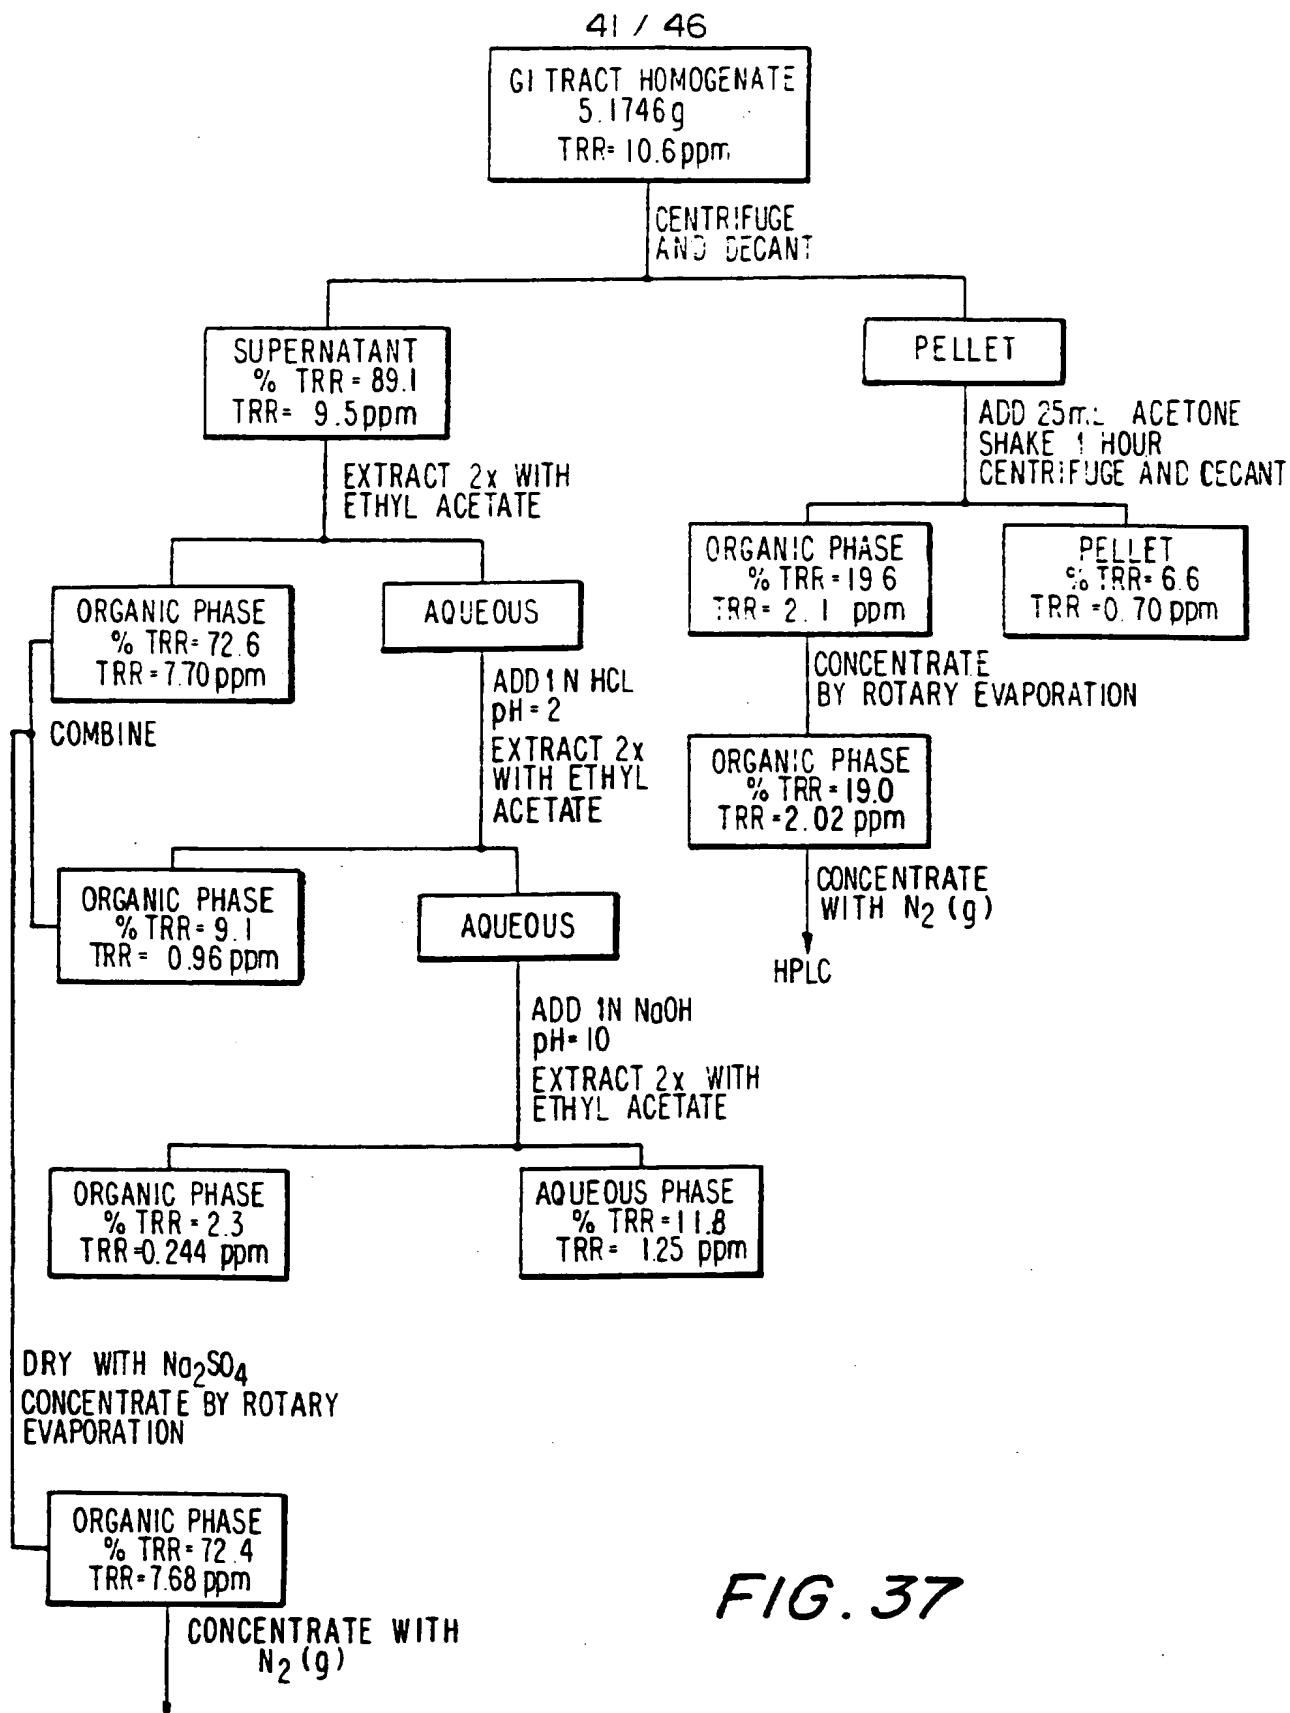 41 / 46
GI TRACT HOMOGENATE
5.1746g
TRR= 10.6ppm
CENTRIFUGE
AND DECANT
SUPERNATANT
% TRR = 89.1
TRR= 9.5ppm
PELLET
ADD 25mL ACETONE
SHAKE 1 HOUR
CENTRIFUGE AND CECANT
EXTRACT 2x WITH
ETHYL ACETATE
ORGANIC PHASE
% TRR=19.6
TRR= 2.1 ppm
PELLET
% TRR= 6.6
TRR =0.70 ppm
ORGANIC PHASE
% TRR= 72.6
TRR=7.70 ppm
AQUEOUS
CONCENTRATE
BY ROTARY EVAPORATION
ADD 1 N HCL
pH = 2
EXTRACT 2x
WITH ETHYL
ACETATE
COMBINE
ORGANIC PHASE
% TRR=19.0
TRR=2.02 ppm
CONCENTRATE
WITH N2 (g)
HPLC
ORGANIC PHASE
% TRR= 9.1
TRR= 0.96 ppm
AQUEOUS
ADD 1N NaOH
pH= 10
EXTRACT 2x WITH
ETHYL ACETATE
ORGANIC PHASE
% TRR = 2.3
TRR=0.244 ppm
AQUEOUS PHASE
% TRR=11.8
TRR= 1.25 ppm
DRY WITH Na2SO4
CONCENTRATE BY ROTARY
EVAPORATION
ORGANIC PHASE
% TRR=72.4
TRR=7.68 ppm
CONCENTRATE WITH
N2 (g)
FIG. 37